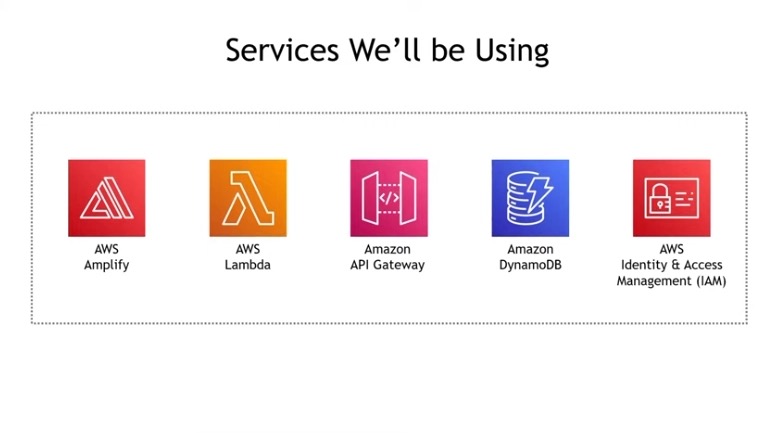 Services We’ll be Using
</>
AWS
Amplify
AWS
Lambda
Amazon
API Gateway
Amazon
DynamoDB
AWS
Identity & Access
Management (IAM)